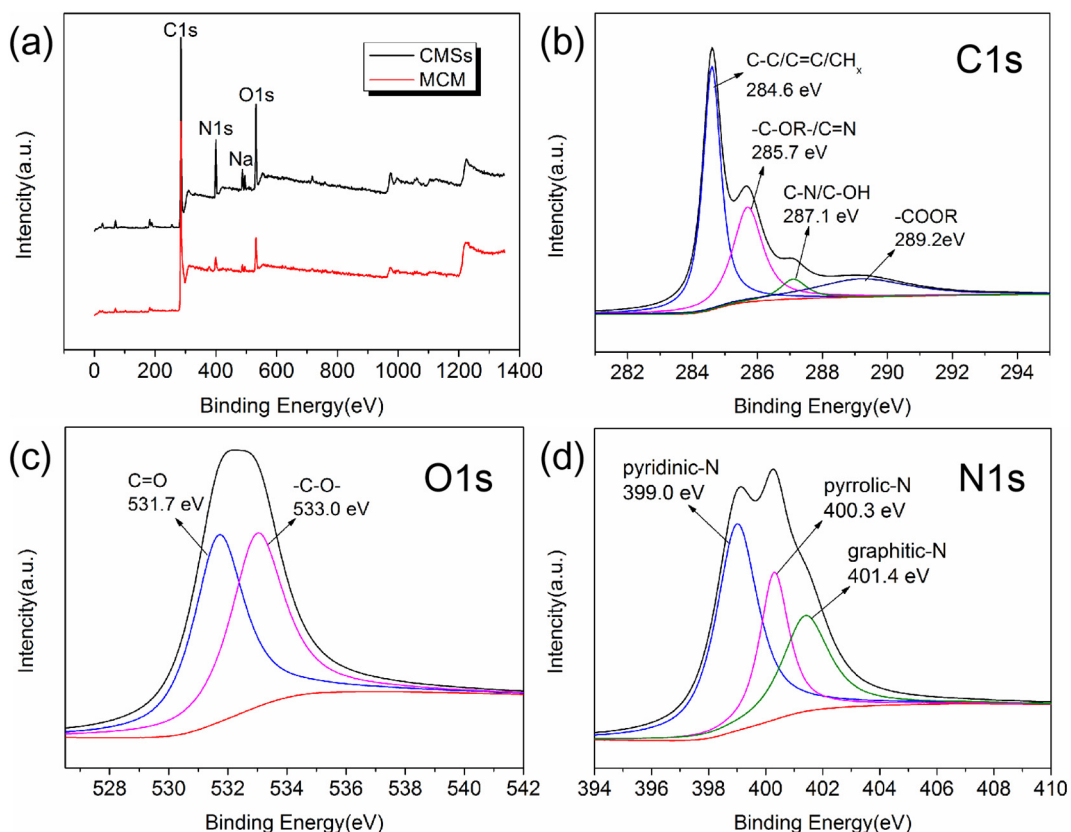 (a)
C1s
N1s
Na
O1s
CMSs
MCM
Intencity(a.u.)
0 200 400 600 800 1000 1200 1400
Binding Energy(eV)
(b)
C1s
C-C/C=C/CHx
284.6 eV
-C-OR-/C=N
285.7 eV
C-N/C-OH
287.1 eV
-COOR
289.2eV
Intencity(a.u.)
282 284 286 288 290 292 294
Binding Energy(eV)
(c)
O1s
C=O
531.7 eV
-C-O-
533.0 eV
Intencity(a.u.)
528 530 532 534 536 538 540 542
Binding Energy(eV)
(d)
N1s
pyridinic-N
399.0 eV
pyrrolic-N
400.3 eV
graphitic-N
401.4 eV
Intencity(a.u.)
394 396 398 400 402 404 406 408 410
Binding Energy(eV)